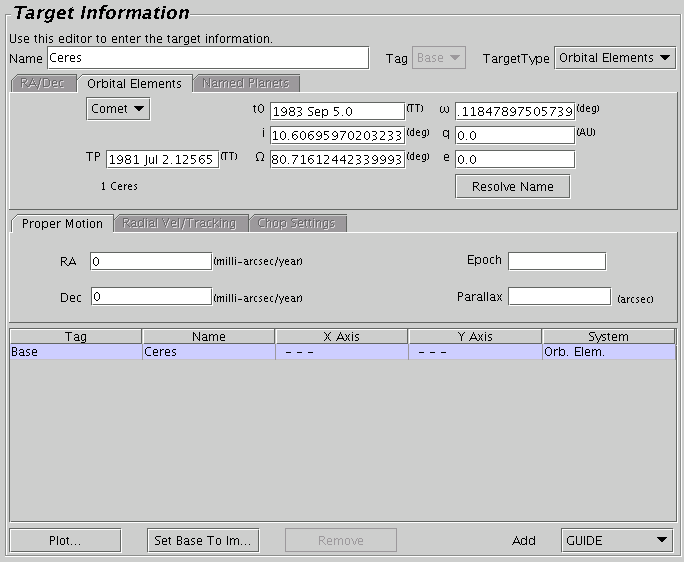 Target Information
Use this editor to enter the target information.
Name Ceres Tag Base TargetType Orbital Elements
RA/Dec Orbital Elements Named Planets
Comet t0 1983 Sep 5.0 (TT) ω .11847897505739 (deg)
i 10.60695970203233 (deg) q 0.0 (AU)
TP 1981 Jul 2.12565 (TT) Ω 80.71612442339993 (deg) e 0.0
1 Ceres Resolve Name
Proper Motion Radial Vel/Tracking Chop Settings
RA 0 (milli-arcsec/year) Epoch
Dec 0 (milli-arcsec/year) Parallax (arcsec)
Tag Name X Axis Y Axis System
Base Ceres - - - - - - Orb. Elem.
Plot... Set Base To Im... Remove Add GUIDE